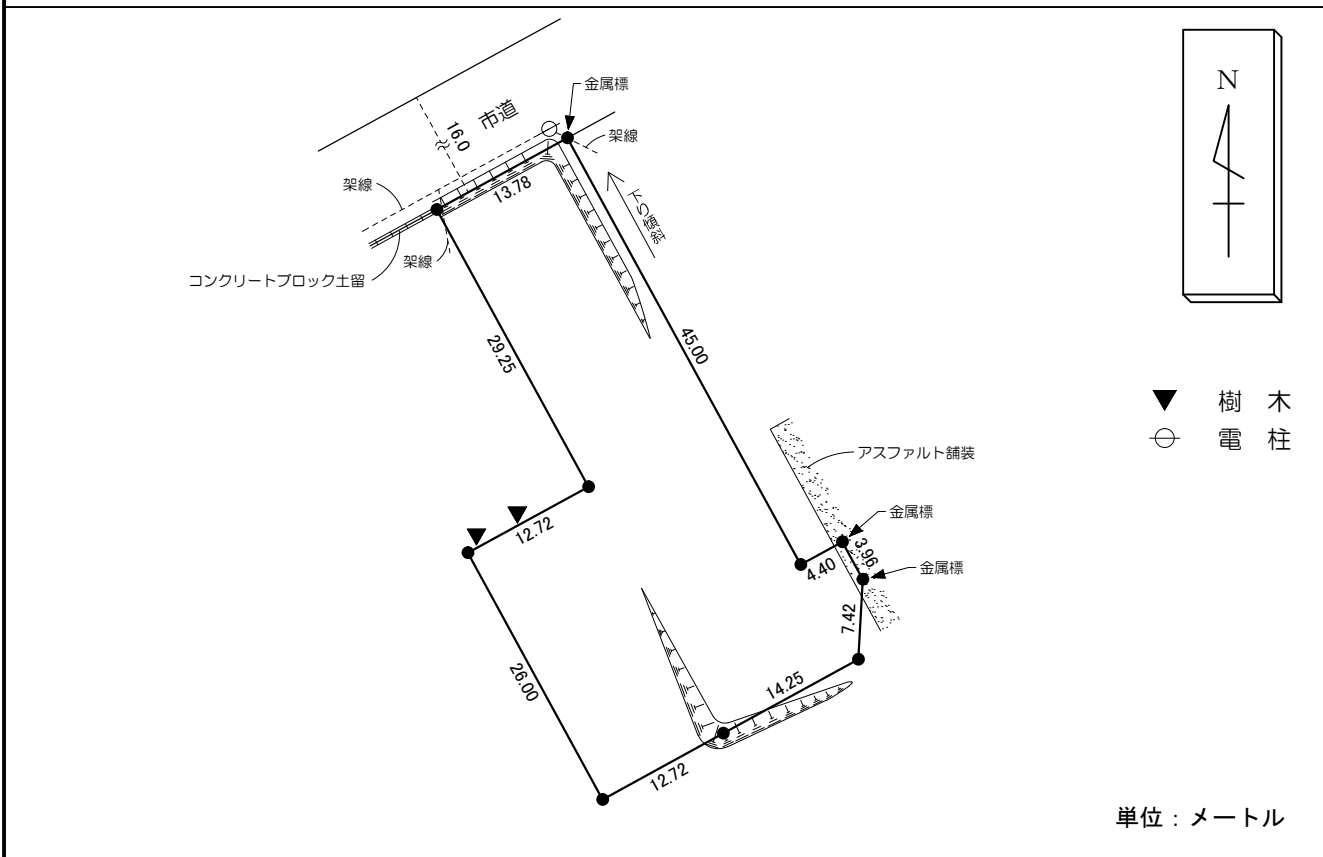 金属標
市道
16.0
架線
架線
13.78
下り傾斜
N
架線
コンクリートブロック土留
29.25
45.00
樹木
電柱
アスファルト舗装
金属標
12.72
3.96
4.40
金属標
7.42
26.00
14.25
12.72
単位:メートル